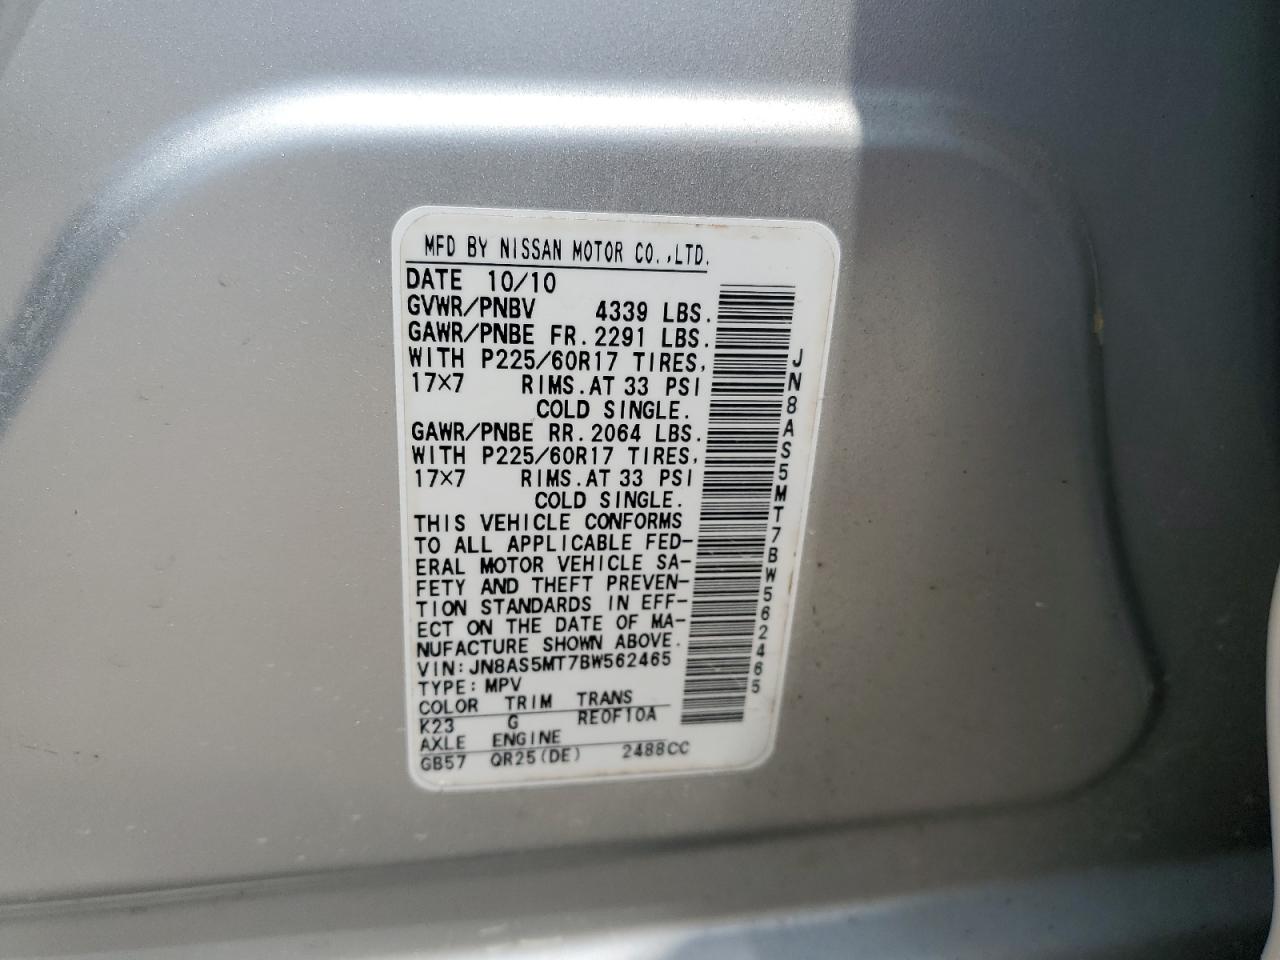 MFD BY NISSAN MOTOR CO.,LTD.
DATE 10/10
GVWR/PNBV 4339 LBS.
GAWR/PNBE FR.2291 LBS.
WITH P225/60R17 TIRES,
17×7 RIMS.AT 33 PSI
COLD SINGLE.
GAWR/PNBE RR.2064 LBS.
WITH P225/60R17 TIRES,
17×7 RIMS.AT 33 PSI
COLD SINGLE.
THIS VEHICLE CONFORMS
TO ALL APPLICABLE FED-
ERAL MOTOR VEHICLE SA-
FETY AND THEFT PREVEN-
TION STANDARDS IN EFF-
ECT ON THE DATE OF MA-
NUFACTURE SHOWN ABOVE.
VIN:JN8AS5MT7BW562465
TYPE:MPV
COLOR TRIM TRANS
K23 G RE0F10A
AXLE ENGINE
GB57 QR25(DE) 2488CC
JN8AS5MT7BW562465